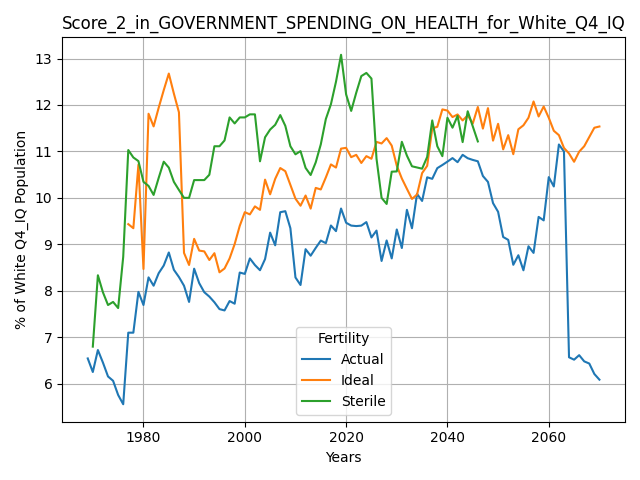 Score_2_in_GOVERNMENT_SPENDING_ON_HEALTH_for_White_Q4_IQ
% of White Q4_IQ Population
13
12
11
10
9
8
7
6
Fertility
Actual
Ideal
Sterile
1980
2000
2020
2040
2060
Years